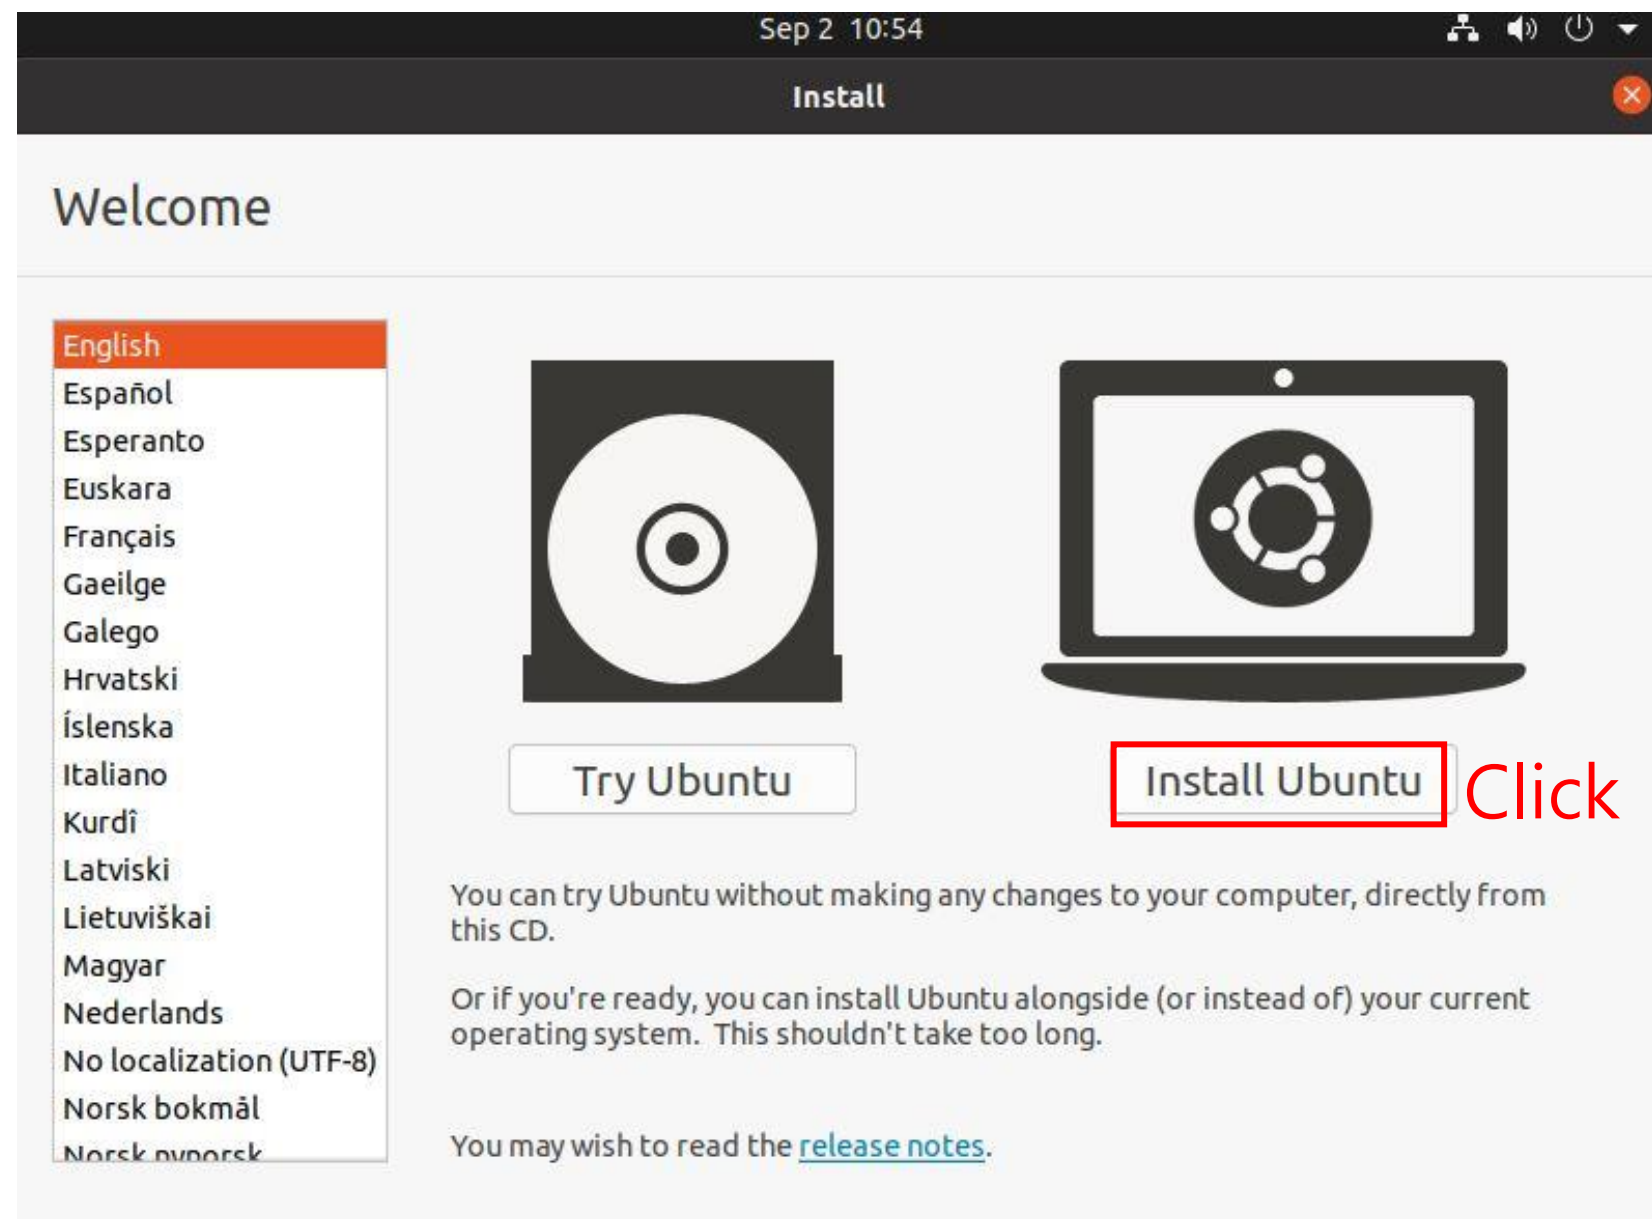 Sep 2 10:54
Install
Welcome
English
Español
Esperanto
Euskara
Français
Gaeilge
Galego
Hrvatski
Íslenska
Italiano
Kurdî
Latviski
Lietuviškai
Magyar
Nederlands
No localization (UTF-8)
Norsk bokmål
Norsk nynorsk
Try Ubuntu
Install Ubuntu
Click
You can try Ubuntu without making any changes to your computer, directly from
this CD.
Or if you're ready, you can install Ubuntu alongside (or instead of) your current
operating system. This shouldn't take too long.
You may wish to read the release notes.